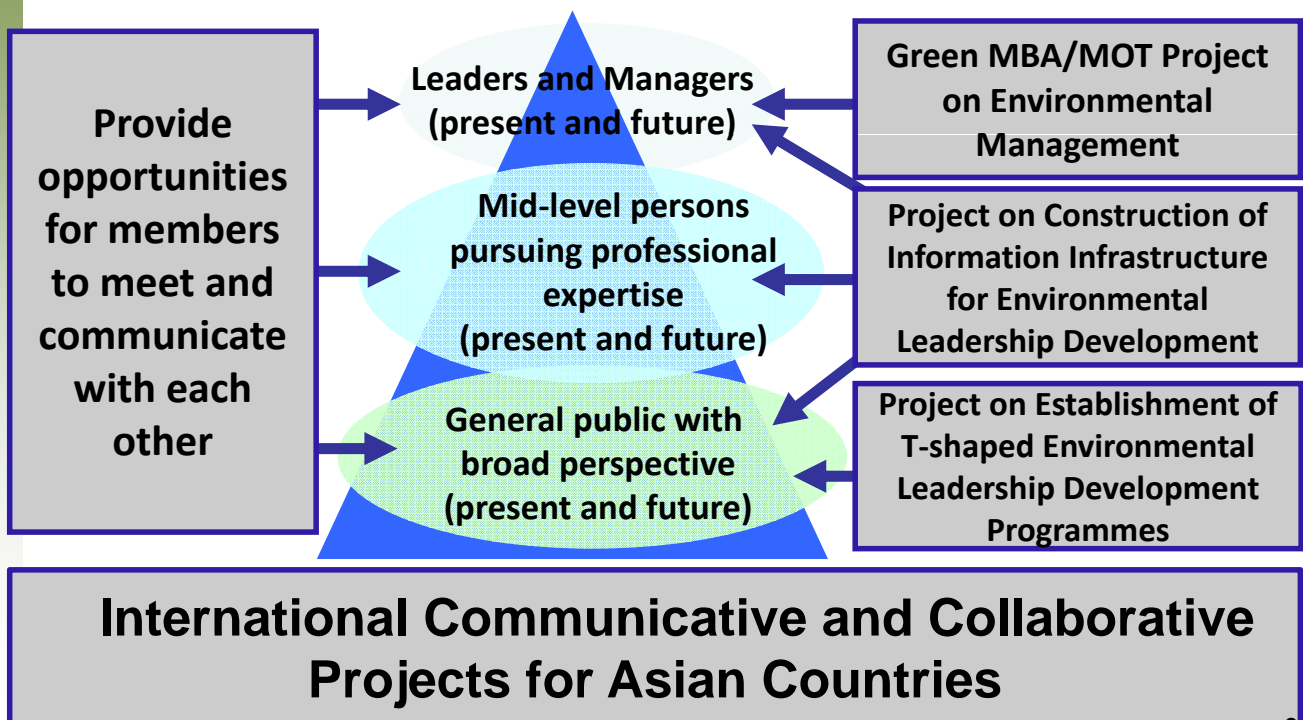 Provide
opportunities
for members
to meet and
communicate
with each
other
Leaders and Managers
(present and future)
Mid-level persons
pursuing professional
expertise
(present and future)
General public with
broad perspective
(present and future)
Green MBA/MOT Project
on Environmental
Management
Project on Construction of
Information Infrastructure
for Environmental
Leadership Development
Project on Establishment of
T-shaped Environmental
Leadership Development
Programmes
International Communicative and Collaborative
Projects for Asian Countries